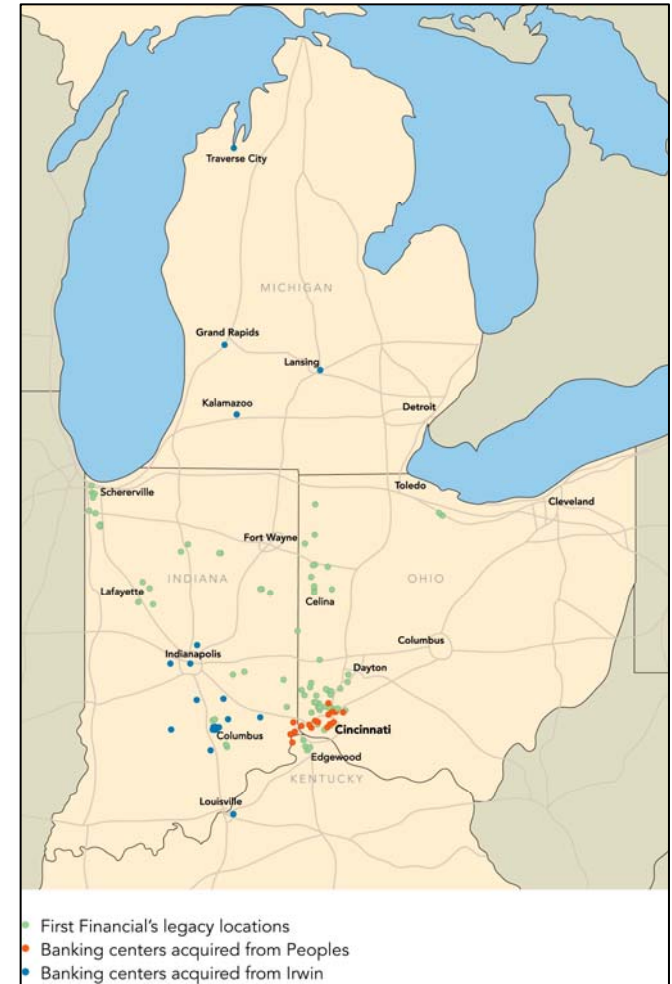 Traverse City
MICHIGAN
Grand Rapids
Lansing
Kalamazoo
Detroit
Schererville
Toledo
Cleveland
Fort Wayne
INDIANA
OHIO
Lafayette
Celina
Columbus
Indianapolis
Dayton
Cincinnati
Columbus
Edgewood
KENTUCKY
Louisville
First Financial's legacy locations
Banking centers acquired from Peoples
Banking centers acquired from Irwin